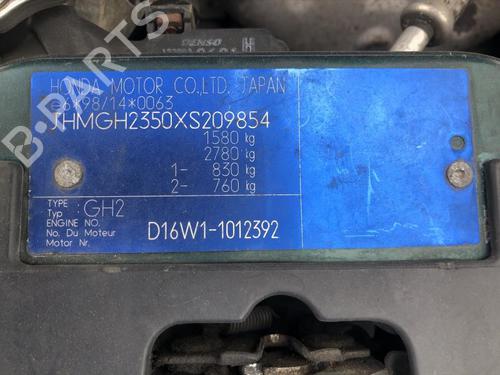 DENSO
HONDA MOTOR CO.,LTD. JAPAN
e6*98/14*0063
JHMGH2350XS209854
1580 kg
2780 kg
1- 830 kg
2- 760 kg
TYPE
Typ : GH2
ENGINE NO.
No. Du Moteur
Motor Nr.
D16W1-1012392
B-PARTS